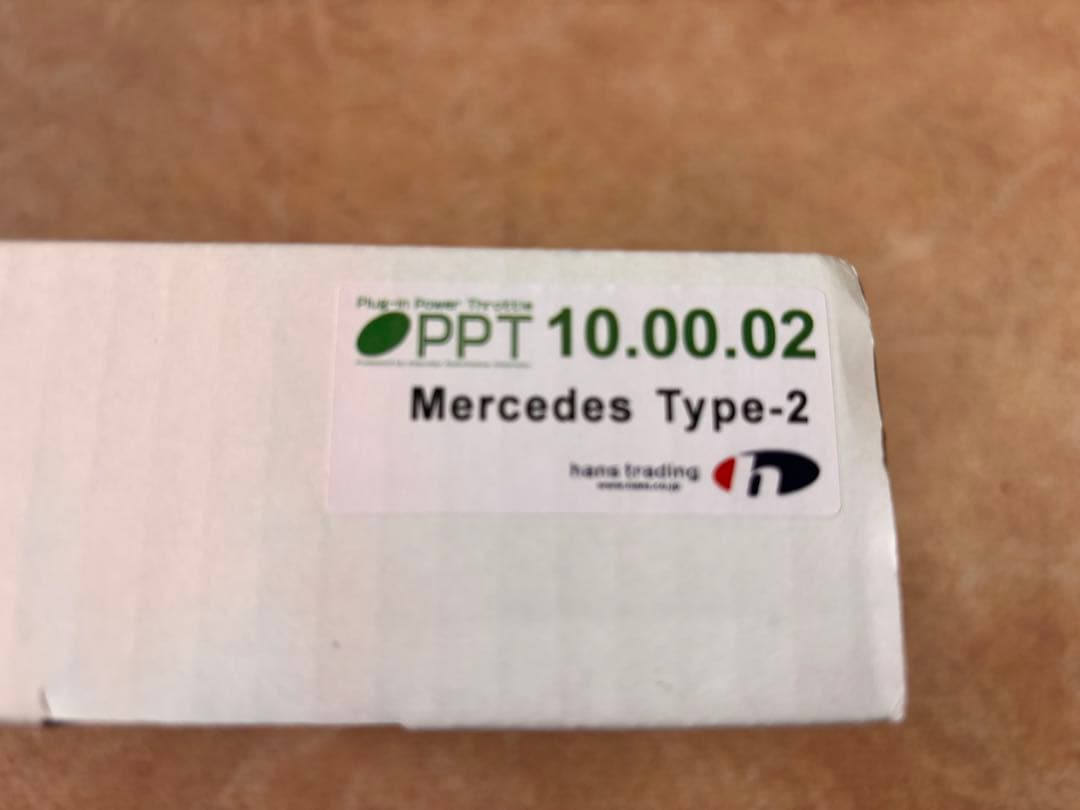 Plug-in Power Throttle
PPT 10.00.02
Mercedes Type-2
hans trading h